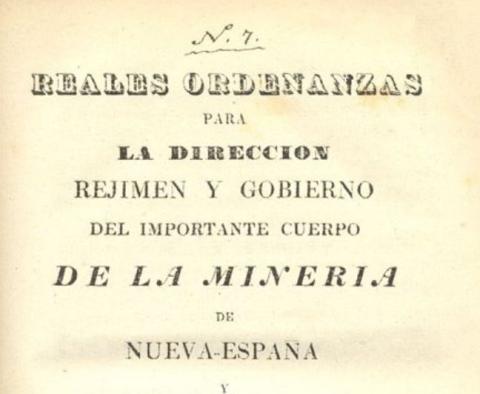 N. 7.
REALES ORDENANZAS
PARA
LA DIRECCION
REJIMEN Y GOBIERNO
DEL IMPORTANTE CUERPO
DE LA MINERIA
DE
NUEVA-ESPAÑA
Y